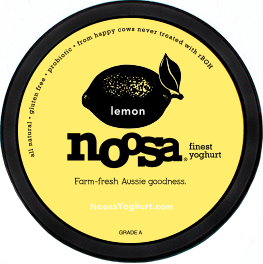 all natural • gluten free • probiotic • from happy cows never treated with rBGH
lemon
noosa®
finest
yoghurt
Farm-fresh Aussie goodness.
NoosaYoghurt.com
GRADE A